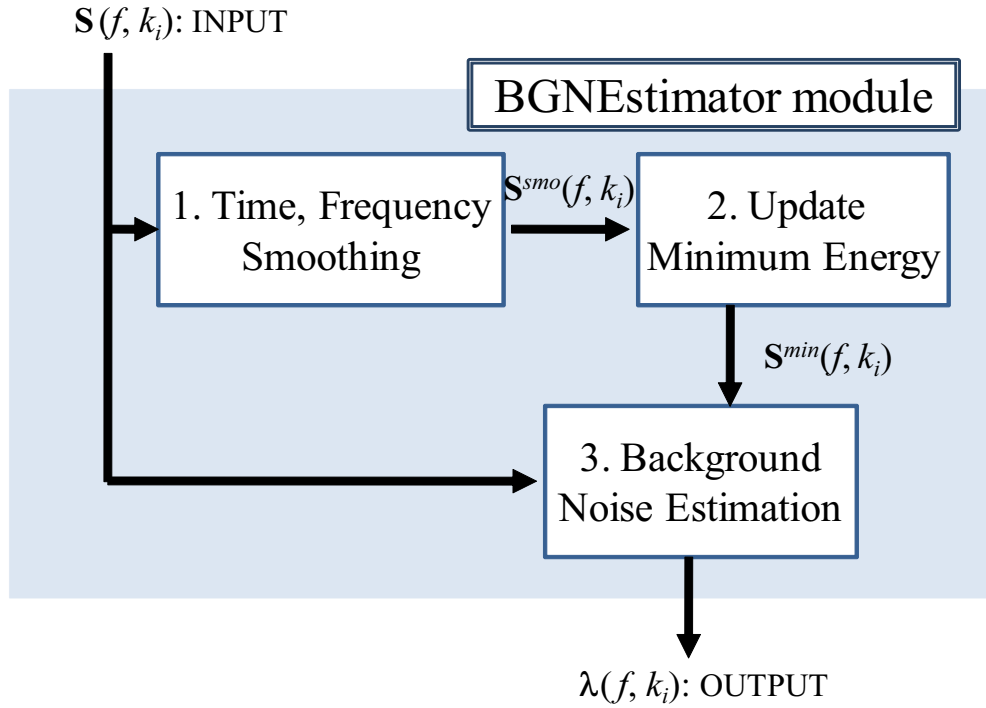 S(f, kᵢ): INPUT
BGNEstimator module
1. Time, Frequency
Smoothing
Sˢᵐᵒ(f, kᵢ)
2. Update
Minimum Energy
Sᵐⁱⁿ(f, kᵢ)
3. Background
Noise Estimation
λ(f, kᵢ): OUTPUT